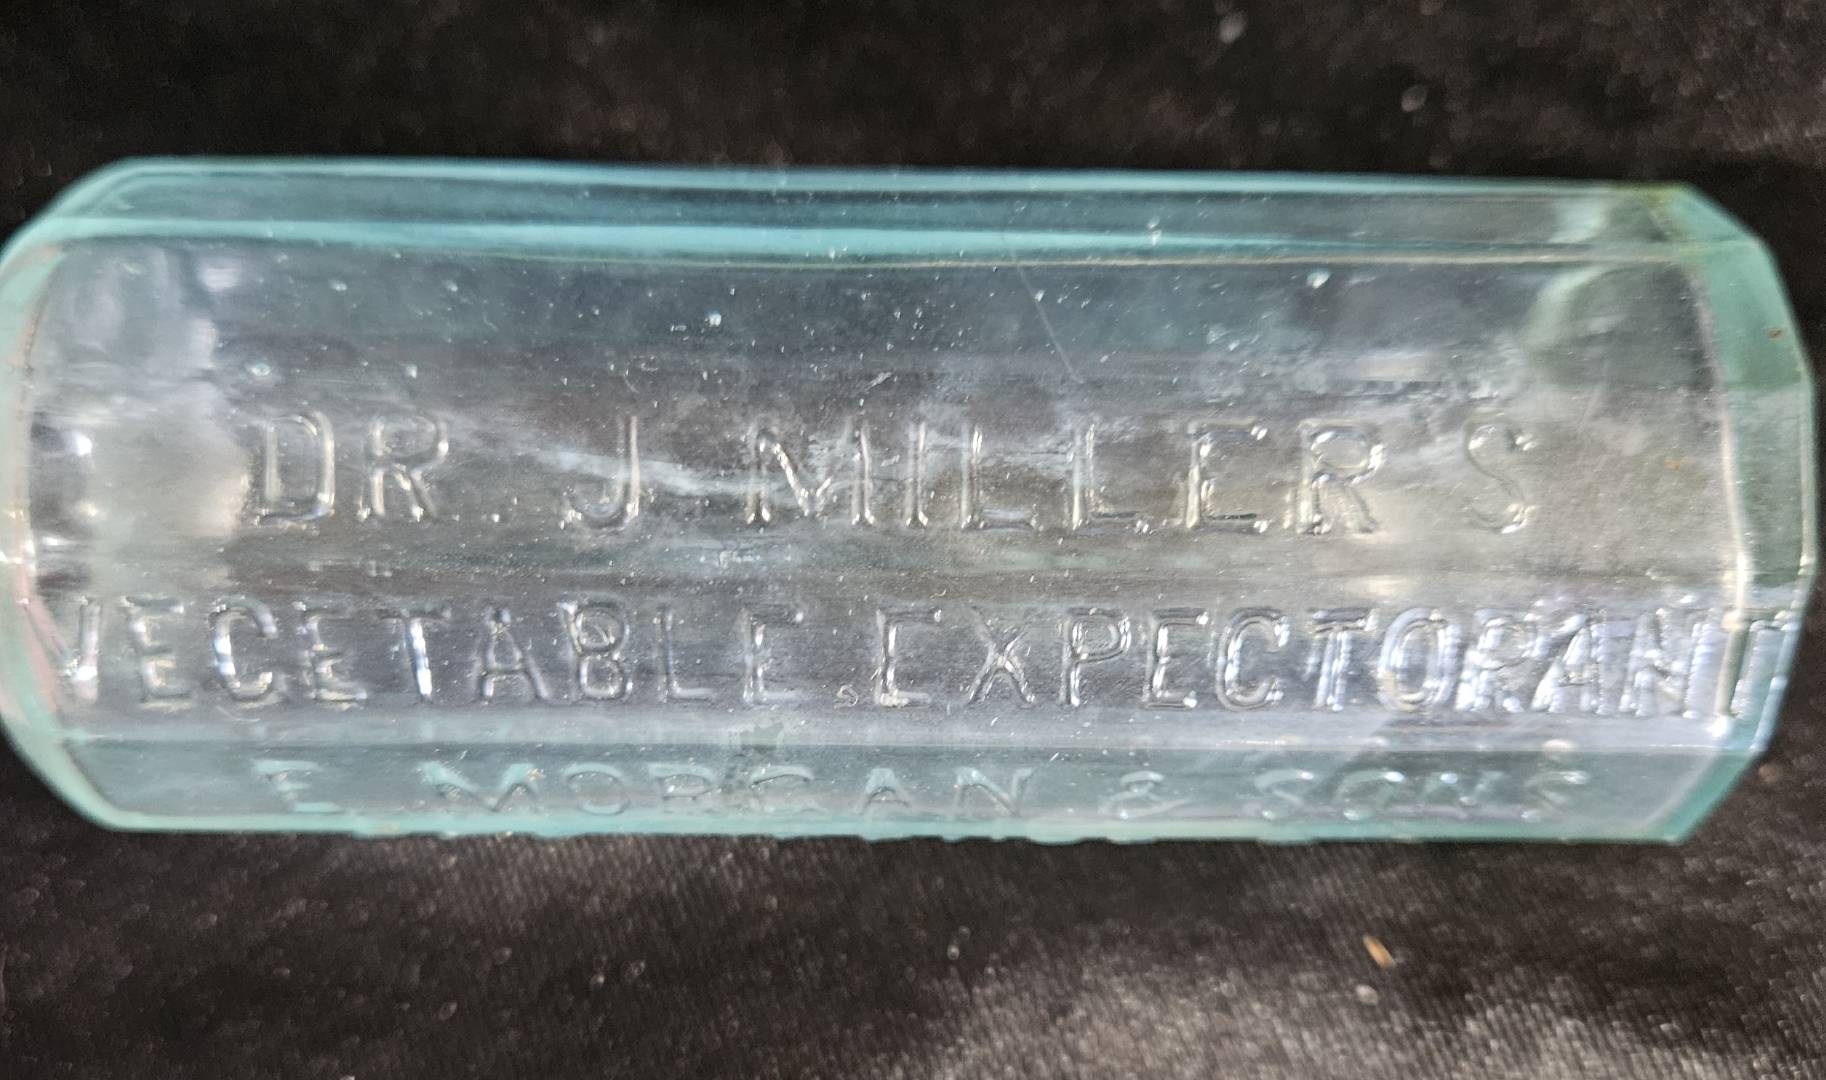 DR. J MILLER'S
VEGETABLE EXPECTORANT
E MORGAN & SONS